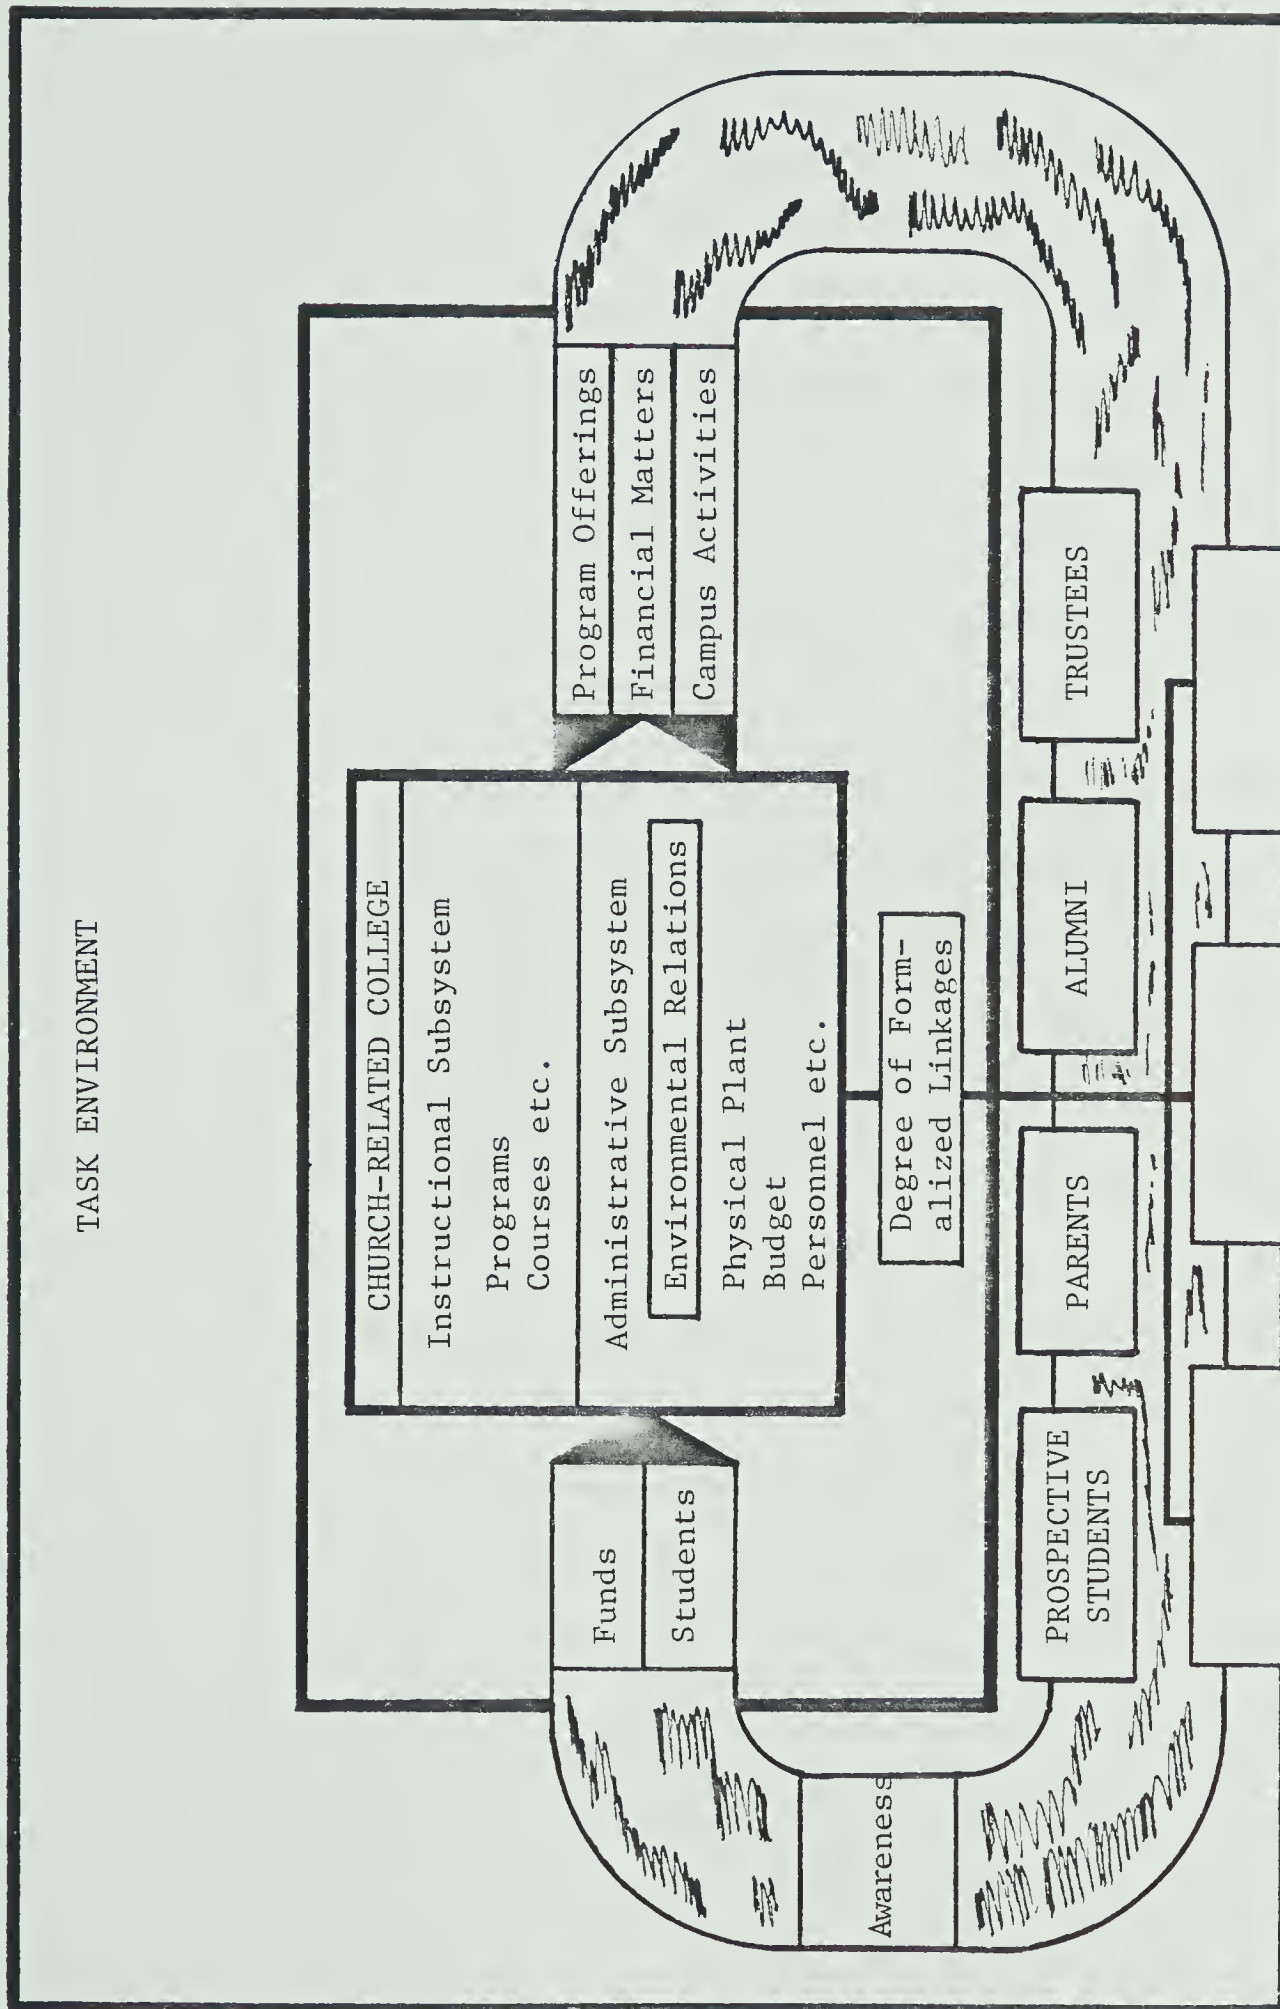 TASK ENVIRONMENT
CHURCH-RELATED COLLEGE
Instructional Subsystem
Programs
Courses etc.
Administrative Subsystem
Environmental Relations
Physical Plant
Budget
Personnel etc.
Funds
Students
Program Offerings
Financial Matters
Campus Activities
Degree of Form-
alized Linkages
Awareness
PROSPECTIVE
STUDENTS
PARENTS
ALUMNI
TRUSTEES